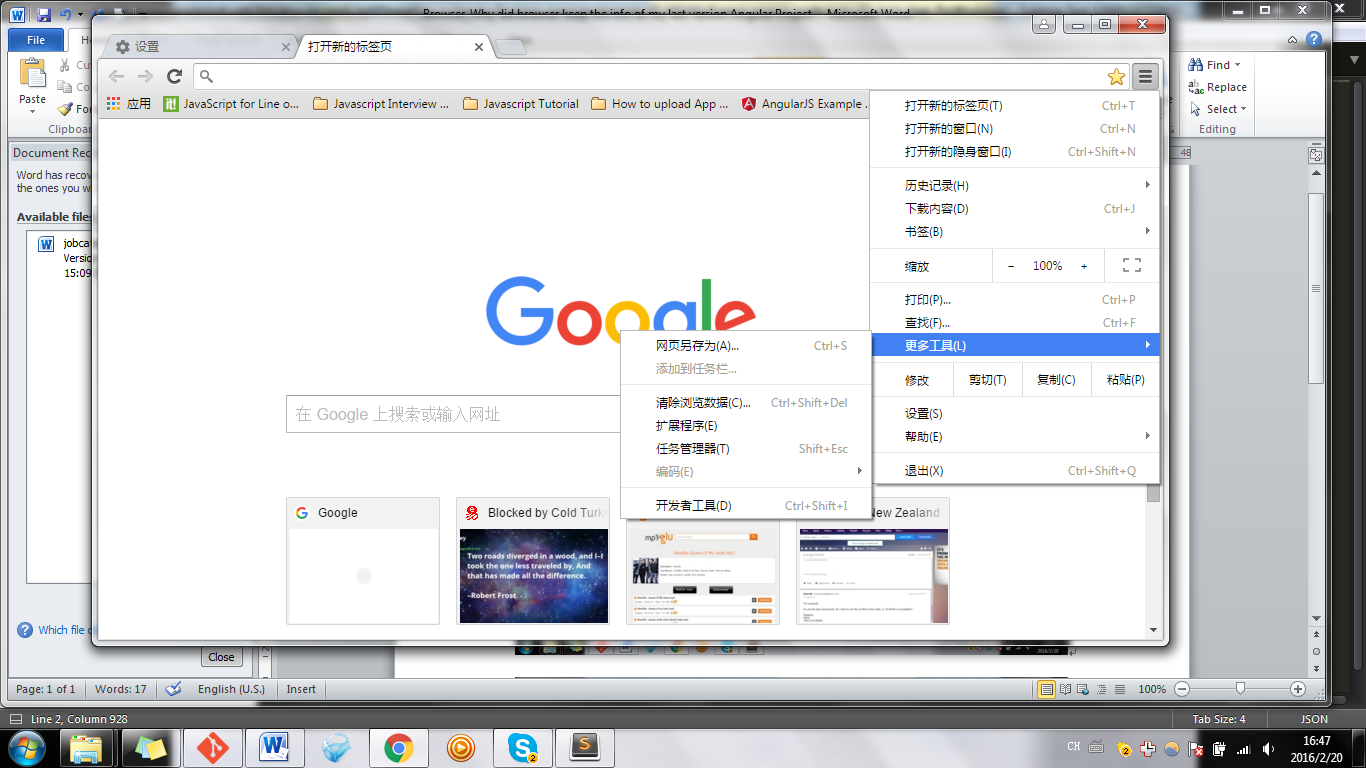 Browser. Why did browser keep the info of my last version Angular Project - Microsoft Word
File
设置
打开新的标签页
Paste
Clipboard
Find
Replace
Select
Editing
应用
JavaScript for Line o...
Javascript Interview ...
Javascript Tutorial
How to upload App ...
AngularJS Example
打开新的标签页(T) Ctrl+T
打开新的窗口(N) Ctrl+N
打开新的隐身窗口(I) Ctrl+Shift+N
历史记录(H)
下载内容(D) Ctrl+J
书签(B)
缩放 − 100% +
打印(P)... Ctrl+P
查找(F)... Ctrl+F
更多工具(L)
修改 剪切(T) 复制(C) 粘贴(P)
设置(S)
帮助(E)
退出(X) Ctrl+Shift+Q
网页另存为(A)... Ctrl+S
添加到任务栏...
清除浏览数据(C)... Ctrl+Shift+Del
扩展程序(E)
任务管理器(T) Shift+Esc
编码(E)
开发者工具(D) Ctrl+Shift+I
Document Rec
Word has reco
the ones you w
Available files
jobca
Versio
15:09
Which file
Close
48
Google
在 Google 上搜索或输入网址
Google
Blocked by Cold Turk
New Zealand
Two roads diverged in a wood, and I-I
took the one less traveled by, And
that has made all the difference.
-Robert Frost
Page: 1 of 1
Words: 17
English (U.S.)
Insert
100%
Line 2, Column 928
Tab Size: 4
JSON
CH
16:47
2016/2/20